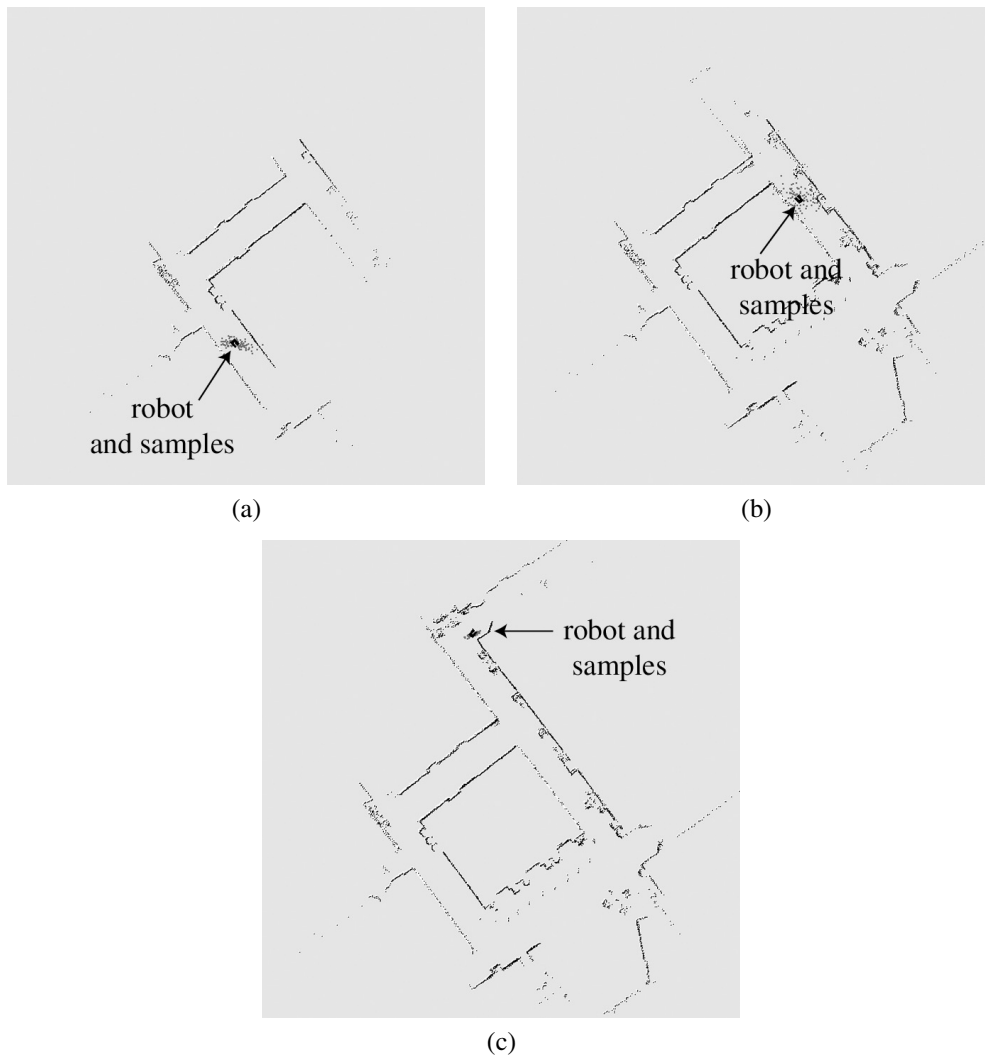 robot
and samples
(a)
robot and
samples
(b)
robot and
samples
(c)